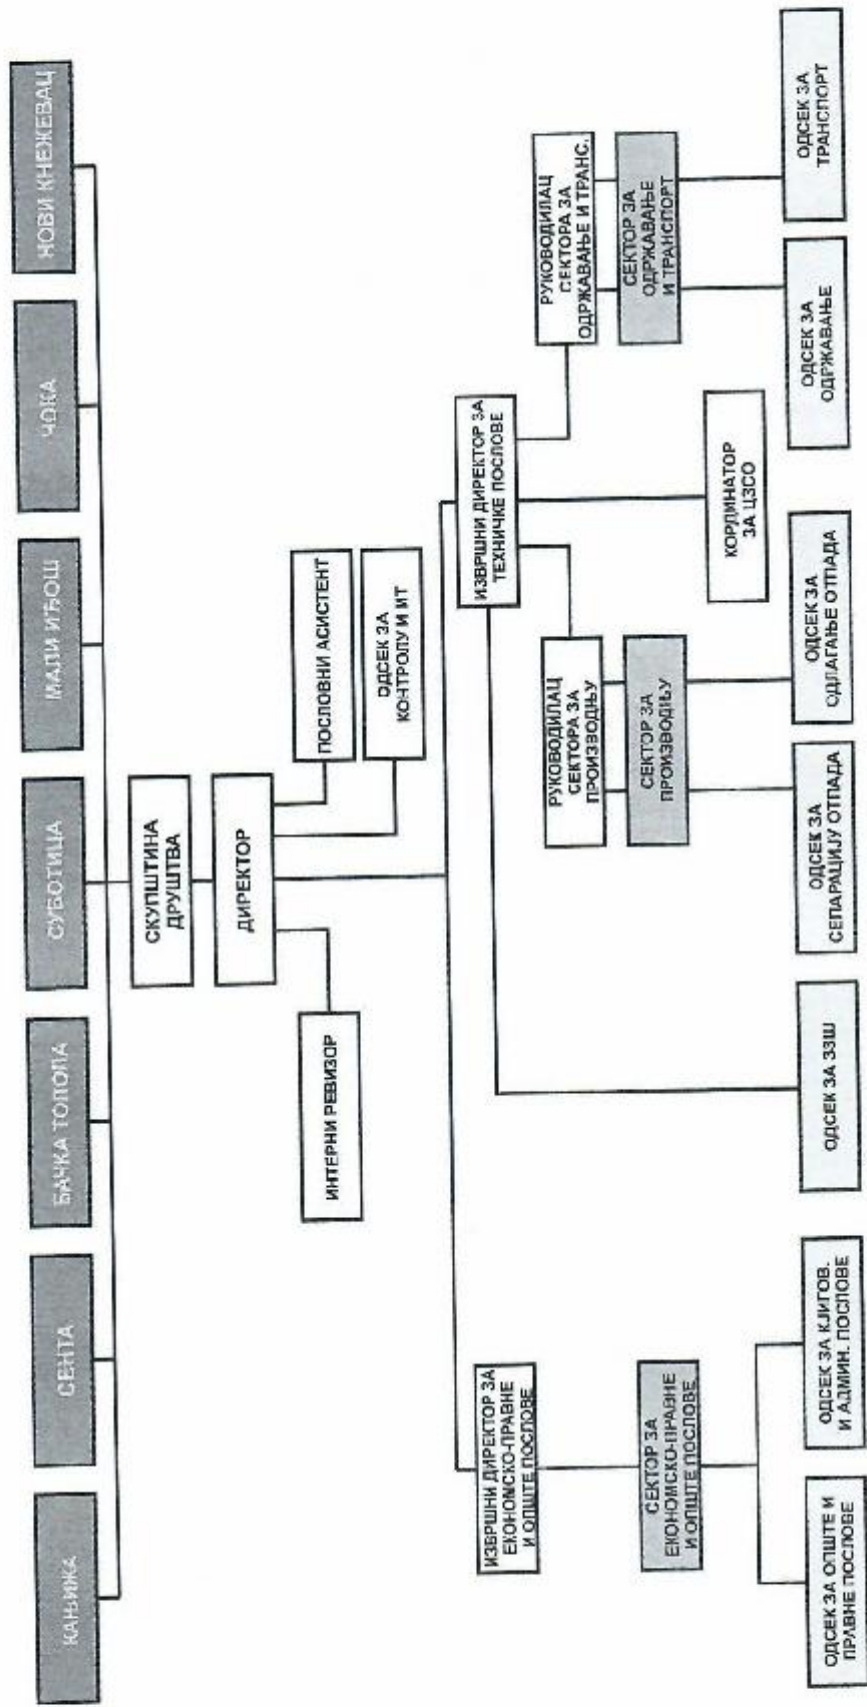 КАЊИЖА
СЕНТА
БАЧКА ТОПОЛА
СУБОТИЦА
МАЛИ ИЂОШ
ЧОКА
НОВИ КНЕЖЕВАЦ
СКУПШТИНА
ДРУШТВА
ДИРЕКТОР
ИНТЕРНИ РЕВИЗОР
ПОСЛОВНИ АСИСТЕНТ
ОДСЕК ЗА
КОНТРОЛУ И ИТ
ИЗВРШНИ ДИРЕКТОР ЗА
ЕКОНОМСКО-ПРАВНЕ
И ОПШТЕ ПОСЛОВЕ
ИЗВРШНИ ДИРЕКТОР ЗА
ТЕХНИЧКЕ ПОСЛОВЕ
РУКОВОДИЛАЦ
СЕКТОРА ЗА
ПРОИЗВОДЊУ
РУКОВОДИЛАЦ
СЕКТОРА ЗА
ОДРЖАВАЊЕ И ТРАНС.
СЕКТОР ЗА
ЕКОНОМСКО-ПРАВНЕ
И ОПШТЕ ПОСЛОВЕ
СЕКТОР ЗА
ПРОИЗВОДЊУ
СЕКТОР ЗА
ОДРЖАВАЊЕ
И ТРАНСПОРТ
КОРДИНАТОР
ЗА ЦЗСО
ОДСЕК ЗА ОПШТЕ И
ПРАВНЕ ПОСЛОВЕ
ОДСЕК ЗА КЈИГОВ.
И АДМИН. ПОСЛОВЕ
ОДСЕК ЗА ЗЗШ
ОДСЕК ЗА
СЕПАРАЦИЈУ ОТПАДА
ОДСЕК ЗА
ОДЛАГАЊЕ ОТПАДА
ОДСЕК ЗА
ОДРЖАВАЊЕ
ОДСЕК ЗА
ТРАНСПОРТ